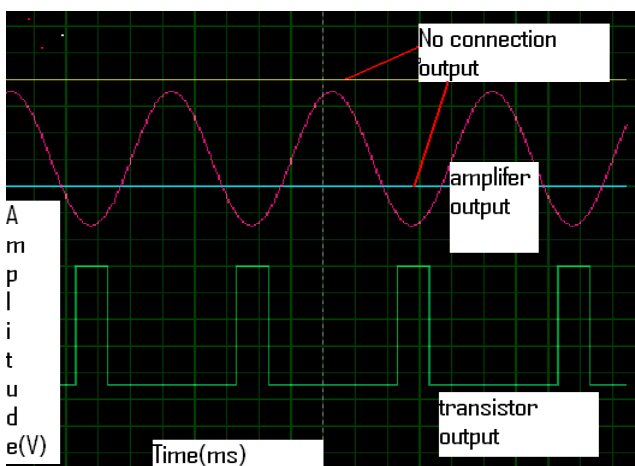 No connection
output
amplifer
output
A
m
p
l
i
t
u
d
e(V)
transistor
output
Time(ms)